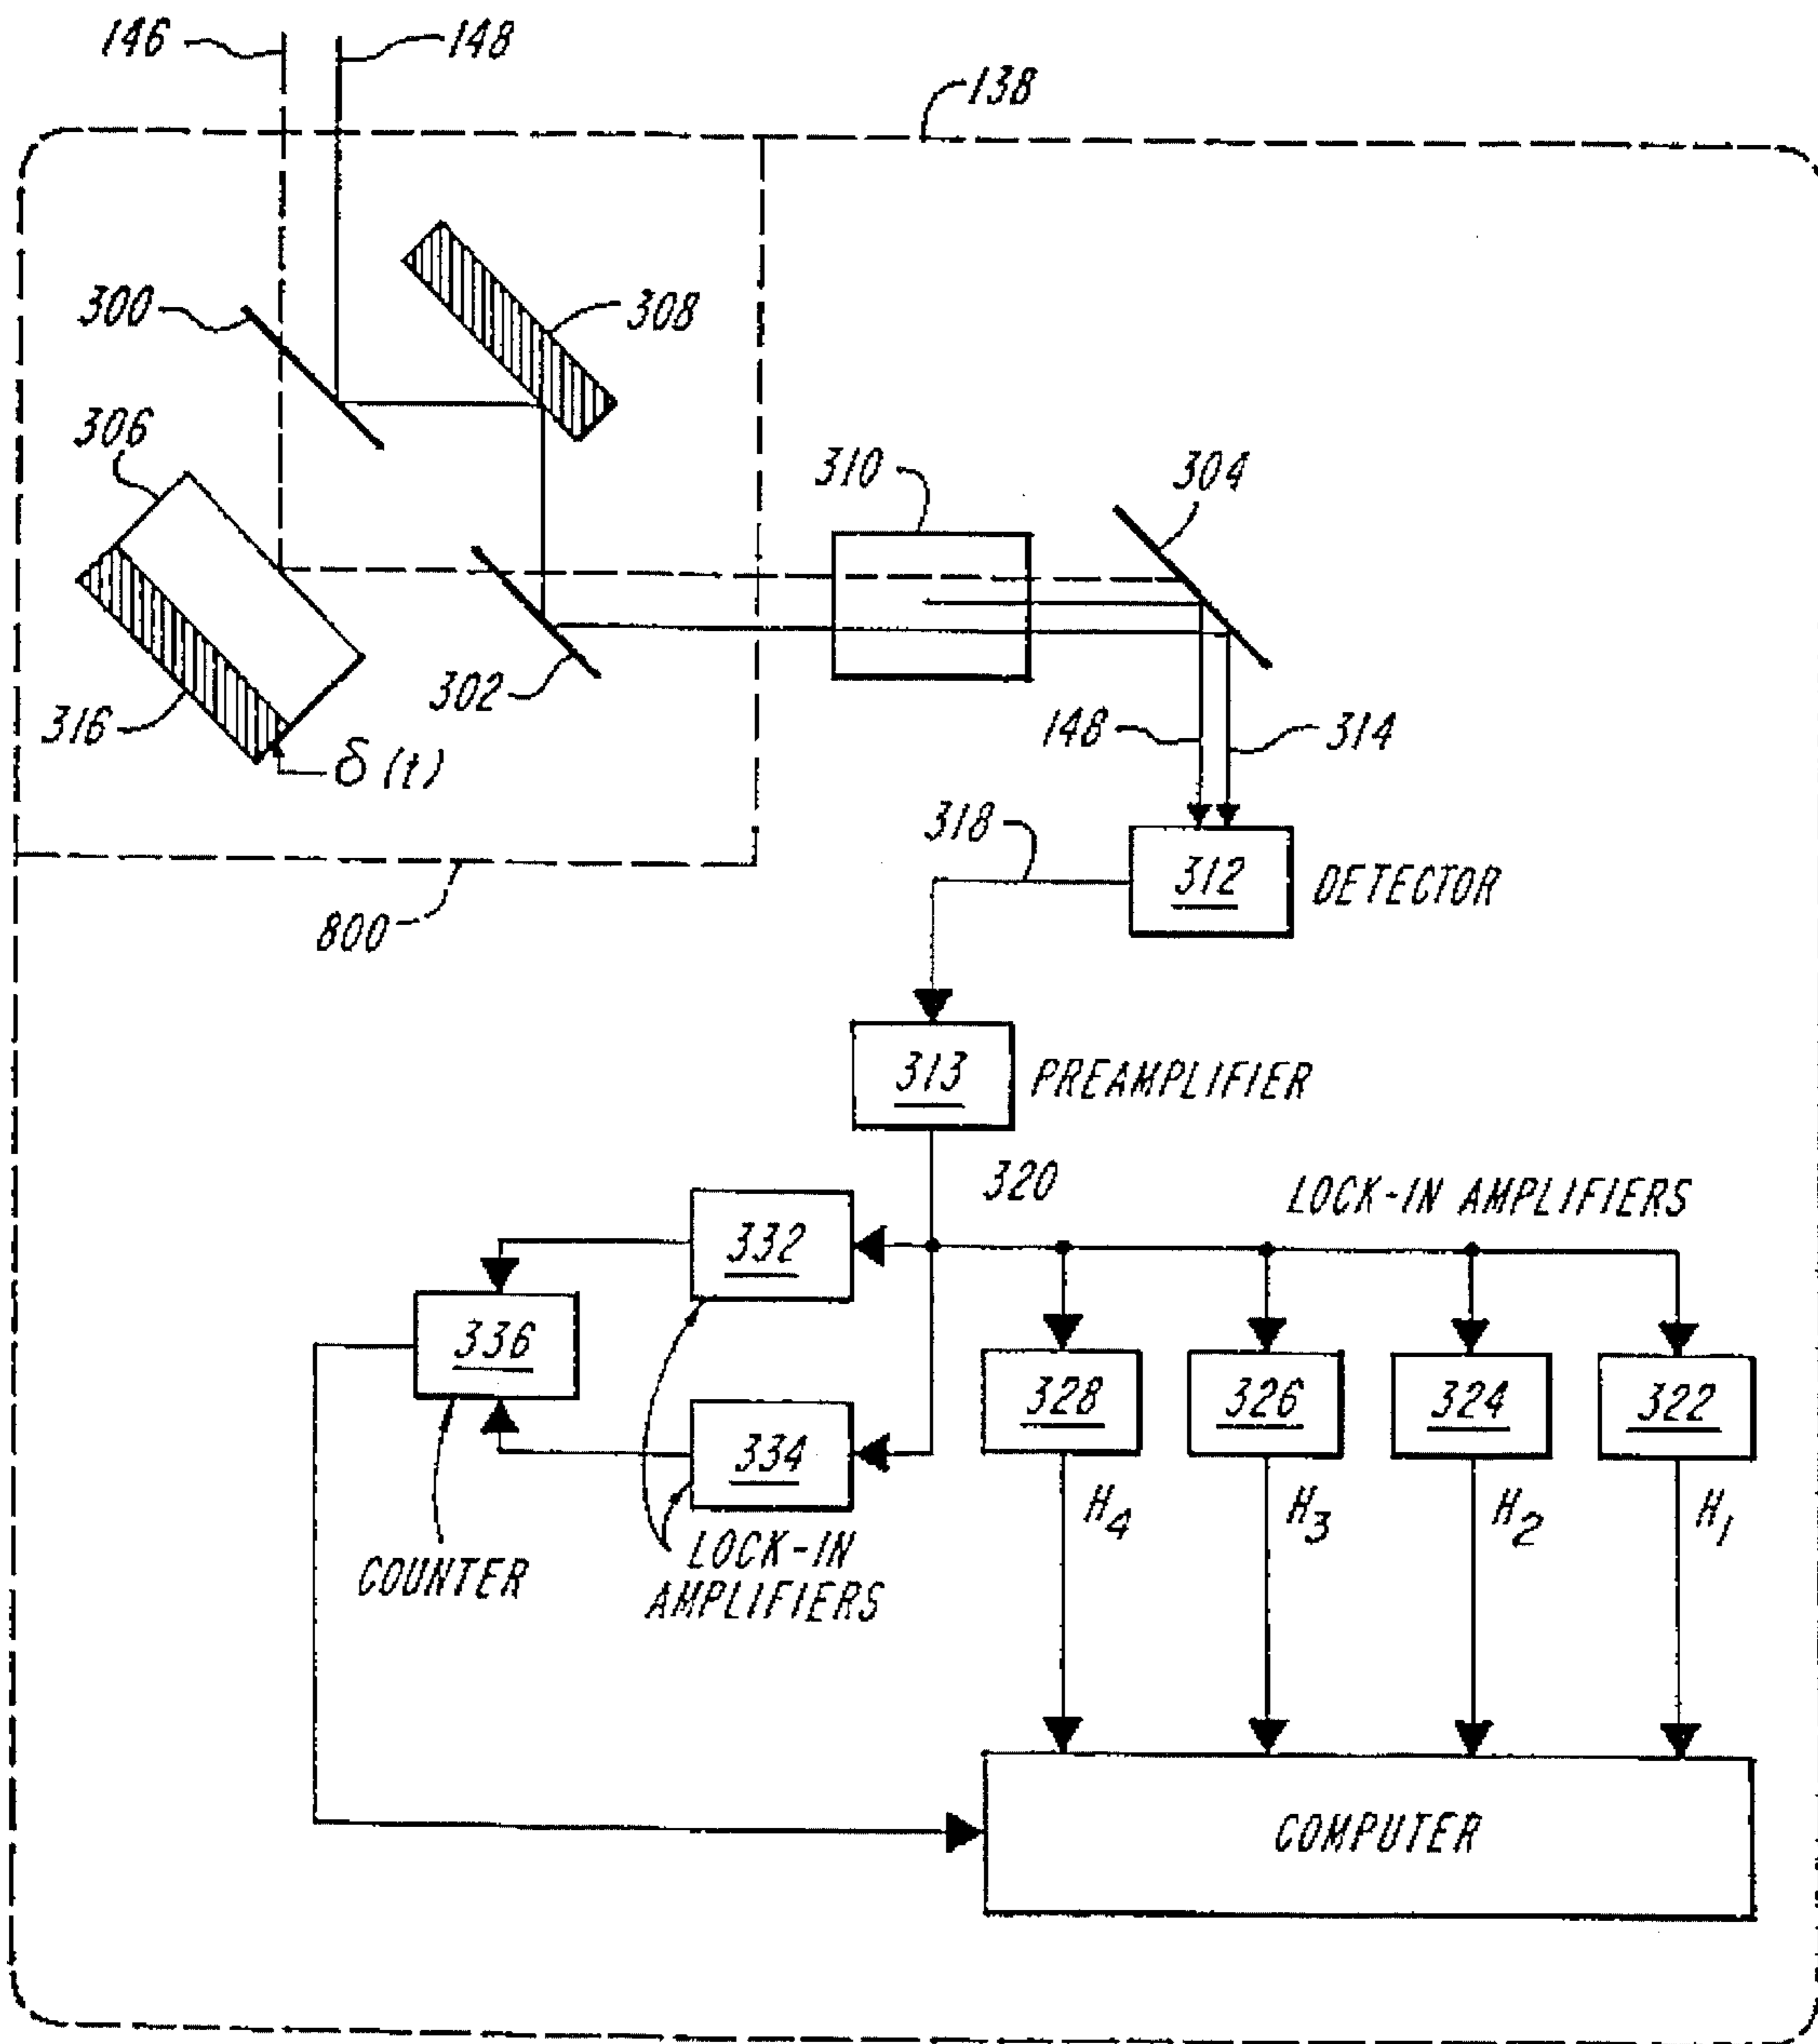 146
148
138
300
308
306
310
304
316
302
δ(t)
148
314
318
312
DETECTOR
800
313
PREAMPLIFIER
320
LOCK-IN AMPLIFIERS
332
336
328
326
324
322
334
H4
H3
H2
H1
COUNTER
LOCK-IN
AMPLIFIERS
COMPUTER